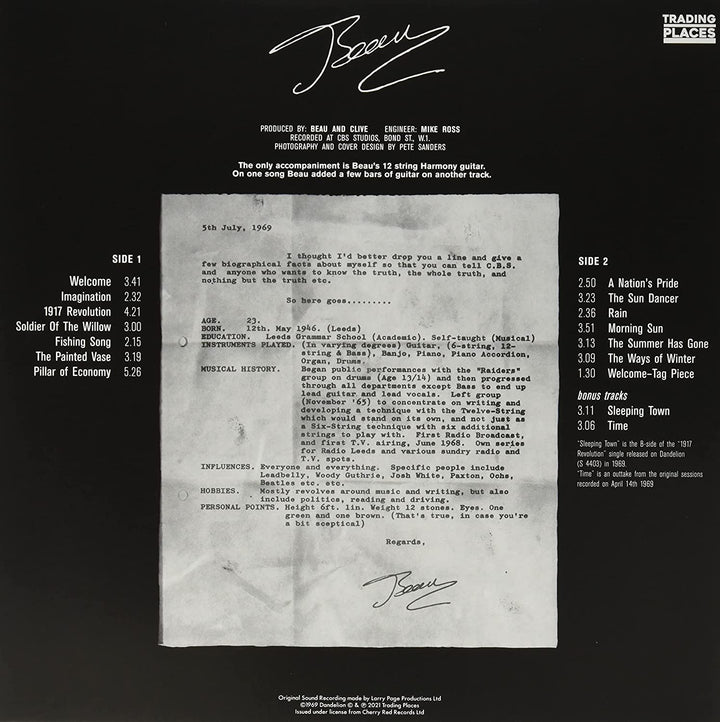 Beau
TRADING
PLACES
PRODUCED BY: BEAU AND CLIVE ENGINEER: MIKE ROSS
RECORDED AT CBS STUDIOS, BOND ST., W.1.
PHOTOGRAPHY AND COVER DESIGN BY PETE SANDERS
The only accompaniment is Beau's 12 string Harmony guitar.
On one song Beau added a few bars of guitar on another track.
SIDE 1
Welcome 3.41
Imagination 2.32
1917 Revolution 4.21
Soldier Of The Willow 3.00
Fishing Song 2.15
The Painted Vase 3.19
Pillar of Economy 5.26
5th July, 1969
I thought I'd better drop you a line and give a
few biographical facts about myself so that you can tell C.B.S.
and anyone who wants to know the truth, the whole truth, and
nothing but the truth etc.
So here goes.........
AGE. 23.
BORN. 12th. May 1946. (Leeds)
EDUCATION. Leeds Grammar School (Academic). Self-taught (Musical)
INSTRUMENTS PLAYED. (In varying degrees) Guitar, (6-string, 12-
string & Bass), Banjo, Piano, Piano Accordion,
Organ, Drums.
MUSICAL HISTORY. Began public performances with the "Raiders"
group on drums (Age 13/14) and then progressed
through all departments except Bass to end up
lead guitar and lead vocals. Left group
(November '65) to concentrate on writing and
developing a technique with the Twelve-String
which would stand on its own, and not just as
a Six-String technique with six additional
strings to play with. First Radio Broadcast,
and first T.V. airing, June 1968. Own series
for Radio Leeds and various sundry radio and
T.V. spots.
INFLUENCES. Everyone and everything. Specific people include
Leadbelly, Woody Guthrie, Josh White, Paxton, Ochs,
Beatles etc. etc.
HOBBIES. Mostly revolves around music and writing, but also
include politics, reading and driving.
PERSONAL POINTS. Height 6ft. 1in. Weight 12 stones. Eyes. One
green and one brown. (That's true, in case you're
a bit sceptical)
Regards,
Beau
SIDE 2
2.50 A Nation's Pride
3.23 The Sun Dancer
2.36 Rain
3.51 Morning Sun
3.13 The Summer Has Gone
3.09 The Ways of Winter
1.30 Welcome-Tag Piece
bonus tracks
3.11 Sleeping Town
3.06 Time
"Sleeping Town" is the B-side of the "1917
Revolution" single released on Dandelion
(S 4403) in 1969.
"Time" is an outtake from the original sessions
recorded on April 14th 1969
Original Sound Recording made by Larry Page Productions Ltd
©1969 Dandelion © & ℗ 2021 Trading Places
Issued under license from Cherry Red Records Ltd